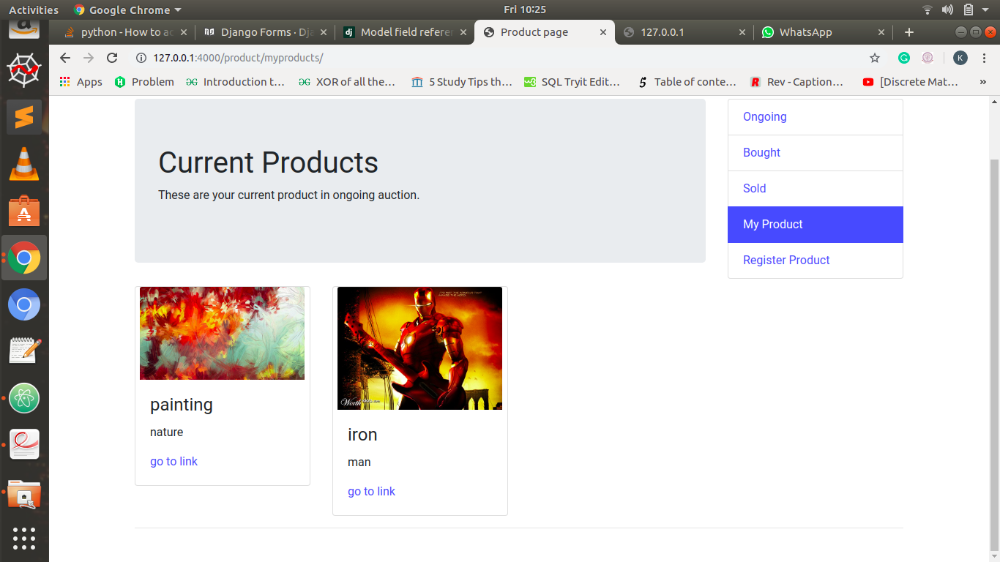 Activities
Google Chrome
Fri 10:25
python - How to ac
Django Forms · Dja
Model field referen
Product page
127.0.0.1
WhatsApp
127.0.0.1:4000/product/myproducts/
K
Apps
Problem
Introduction t…
XOR of all the…
5 Study Tips th…
SQL Tryit Edit…
Table of conte…
Rev - Caption…
[Discrete Mat…
»
Current Products
These are your current product in ongoing auction.
Ongoing
Bought
Sold
My Product
Register Product
painting
nature
go to link
iron
man
go to link